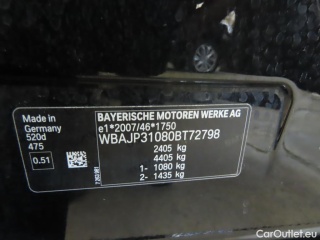 Made in
Germany
520d
475
0.51
BAYERISCHE MOTOREN WERKE AG
e1*2007/46*1750
WBAJP31080BT72798
2405 kg
4405 kg
1- 1080 kg
2- 1435 kg
CarOutlet.eu